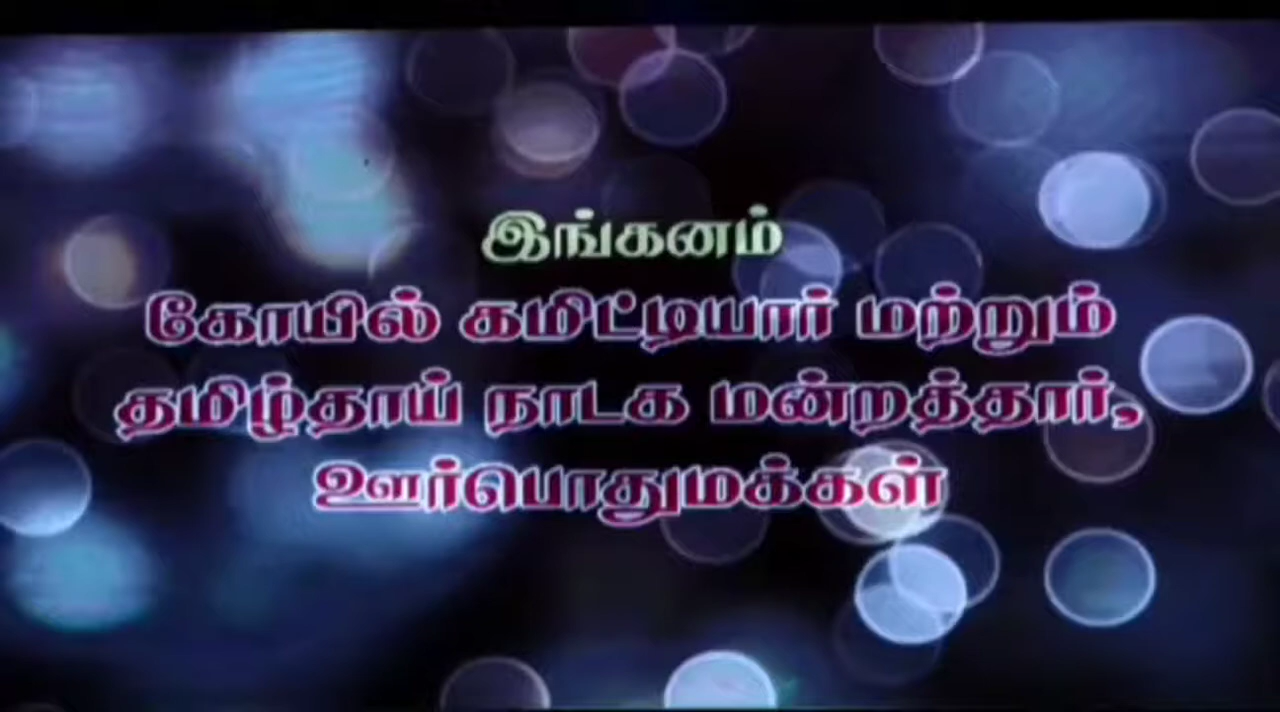 இங்கனம்
கோயில் கமிட்டியார் மற்றும்
தமிழ்தாய் நாடக மன்றத்தார்,
ஊர்பொதுமக்கள்